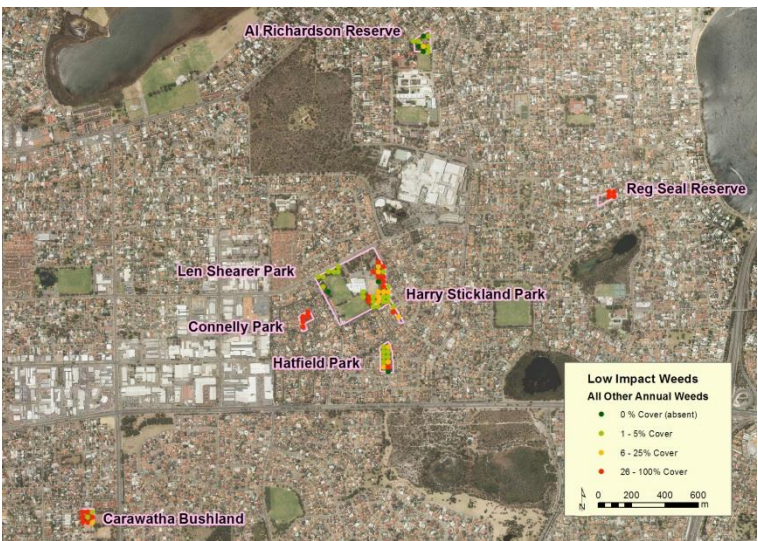 Al Richardson Reserve
Reg Seal Reserve
Len Shearer Park
Harry Stickland Park
Connelly Park
Hatfield Park
Carawatha Bushland
Low Impact Weeds
All Other Annual Weeds
0 % Cover (absent)
1 - 5% Cover
6 - 25% Cover
26 - 100% Cover
N
0 200 400 600
m